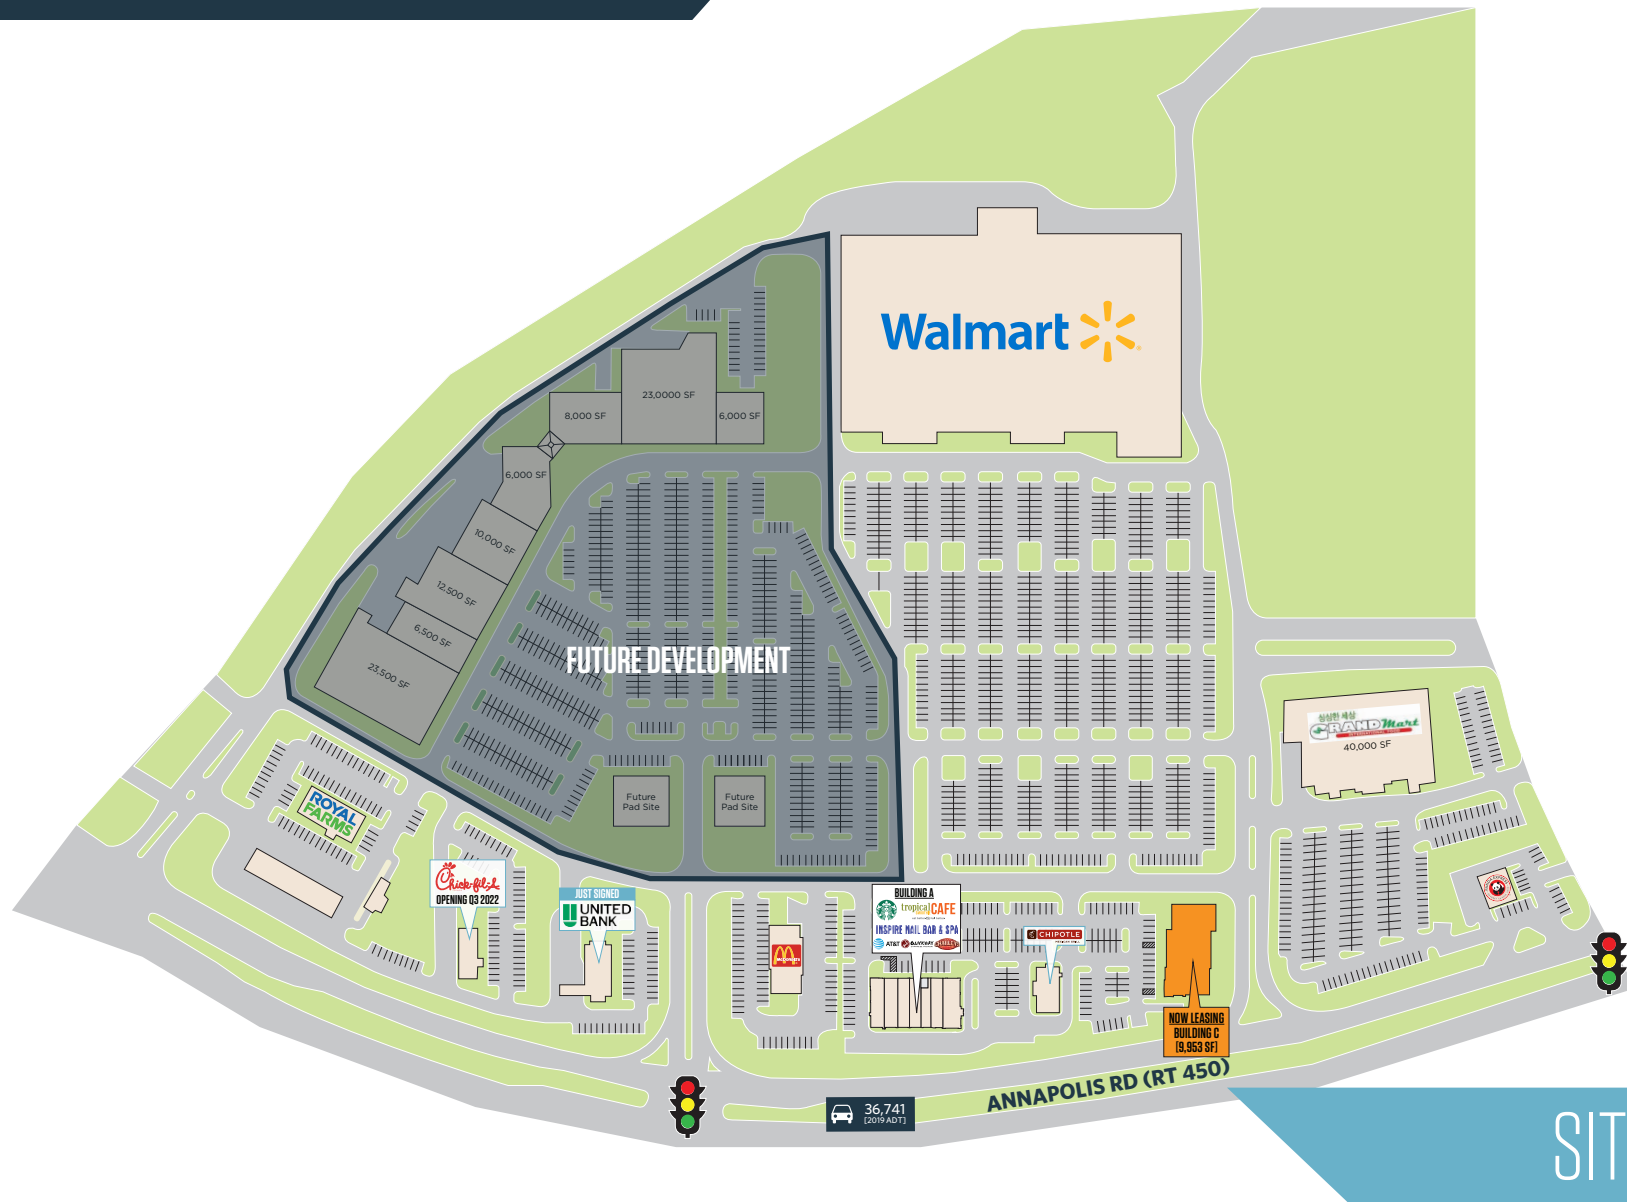 Walmart
23,0000 SF
8,000 SF
6,000 SF
6,000 SF
10,000 SF
12,500 SF
6,500 SF
23,500 SF
FUTURE DEVELOPMENT
Future
Pad Site
Future
Pad Site
GRAND Mart
40,000 SF
ROYAL
FARMS
Chick-fil-A
OPENING Q3 2022
JUST SIGNED
UNITED
BANK
McDonald's
BUILDING A
tropical CAFE
INSPIRE NAIL BAR & SPA
AT&T
CHIPOTLE
MEXICAN GRILL
NOW LEASING
BUILDING C
[9,953 SF]
ANNAPOLIS RD (RT 450)
36,741
[2019 ADT]
SIT